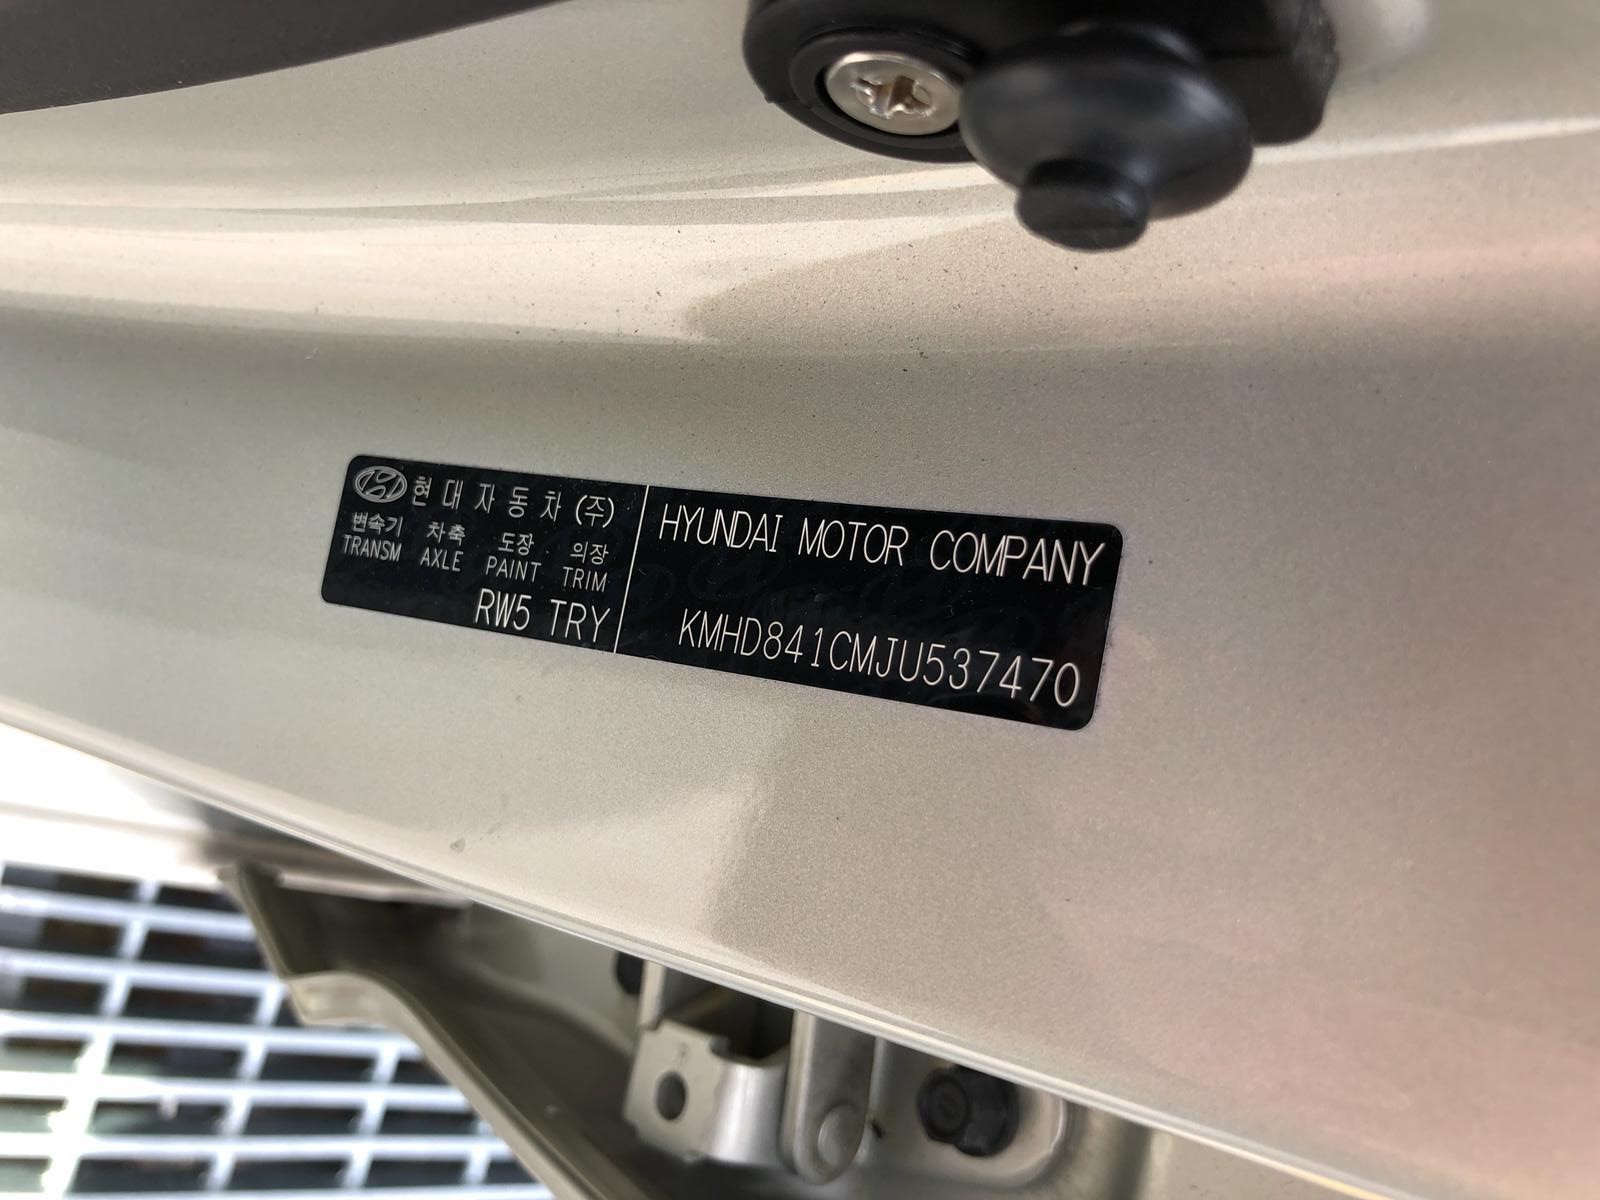 현대자동차(주)
변속기 차축 도장 의장
TRANSM AXLE PAINT TRIM
RW5 TRY
HYUNDAI MOTOR COMPANY
KMHD841CMJU537470